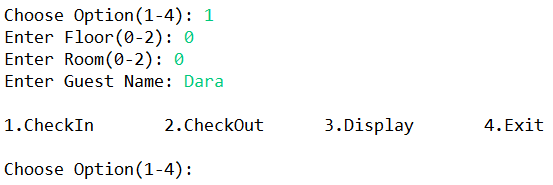 Choose Option(1-4): 1
Enter Floor(0-2): 0
Enter Room(0-2): 0
Enter Guest Name: Dara
1.CheckIn 2.CheckOut 3.Display 4.Exit
Choose Option(1-4):